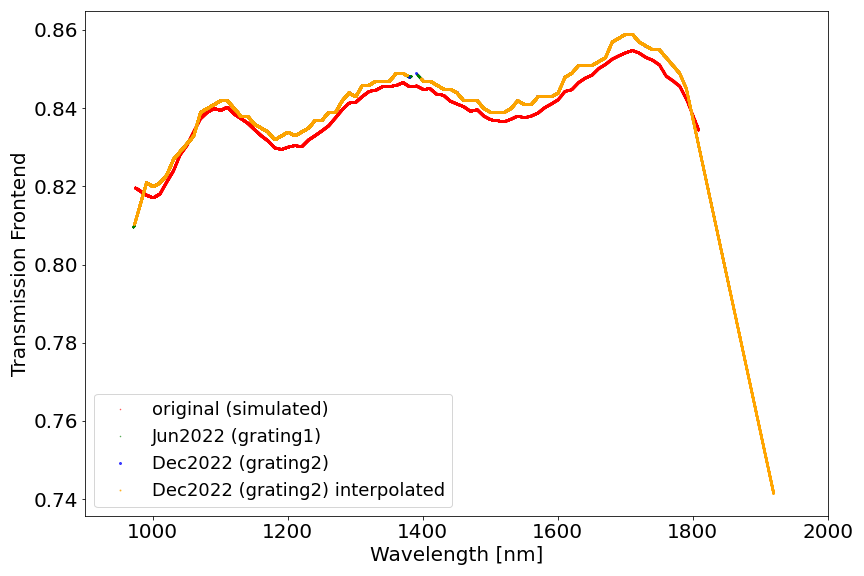 0.86
0.84
0.82
0.80
0.78
0.76
0.74
Transmission Frontend
original (simulated)
Jun2022 (grating1)
Dec2022 (grating2)
Dec2022 (grating2) interpolated
1000 1200 1400 1600 1800 2000
Wavelength [nm]